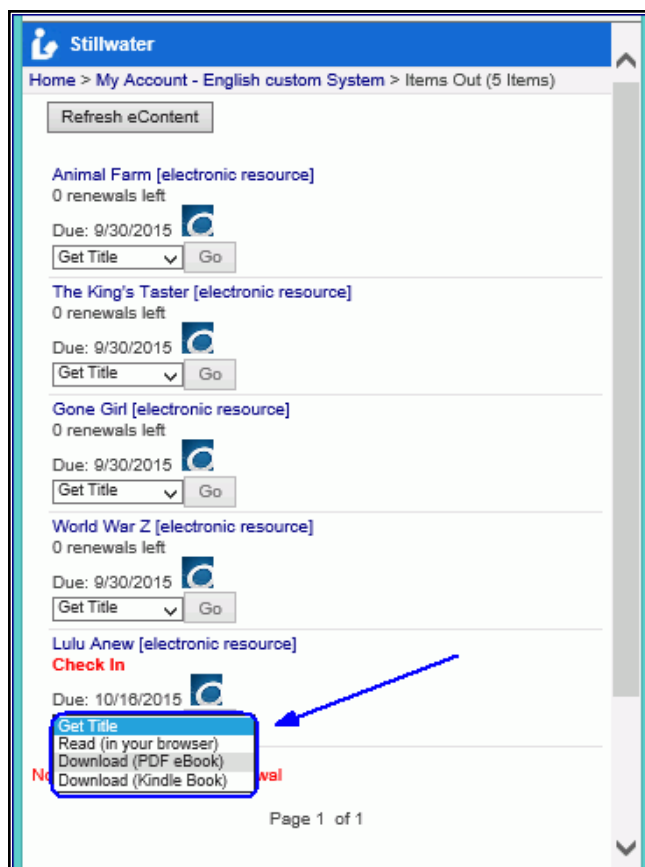 Stillwater
Home > My Account - English custom System > Items Out (5 Items)
Refresh eContent
Animal Farm [electronic resource]
0 renewals left
Due: 9/30/2015
Get Title Go
The King's Taster [electronic resource]
0 renewals left
Due: 9/30/2015
Get Title Go
Gone Girl [electronic resource]
0 renewals left
Due: 9/30/2015
Get Title Go
World War Z [electronic resource]
0 renewals left
Due: 9/30/2015
Get Title Go
Lulu Anew [electronic resource]
Check In
Due: 10/16/2015
Get Title
Read (in your browser)
Download (PDF eBook)
Download (Kindle Book)
Page 1 of 1